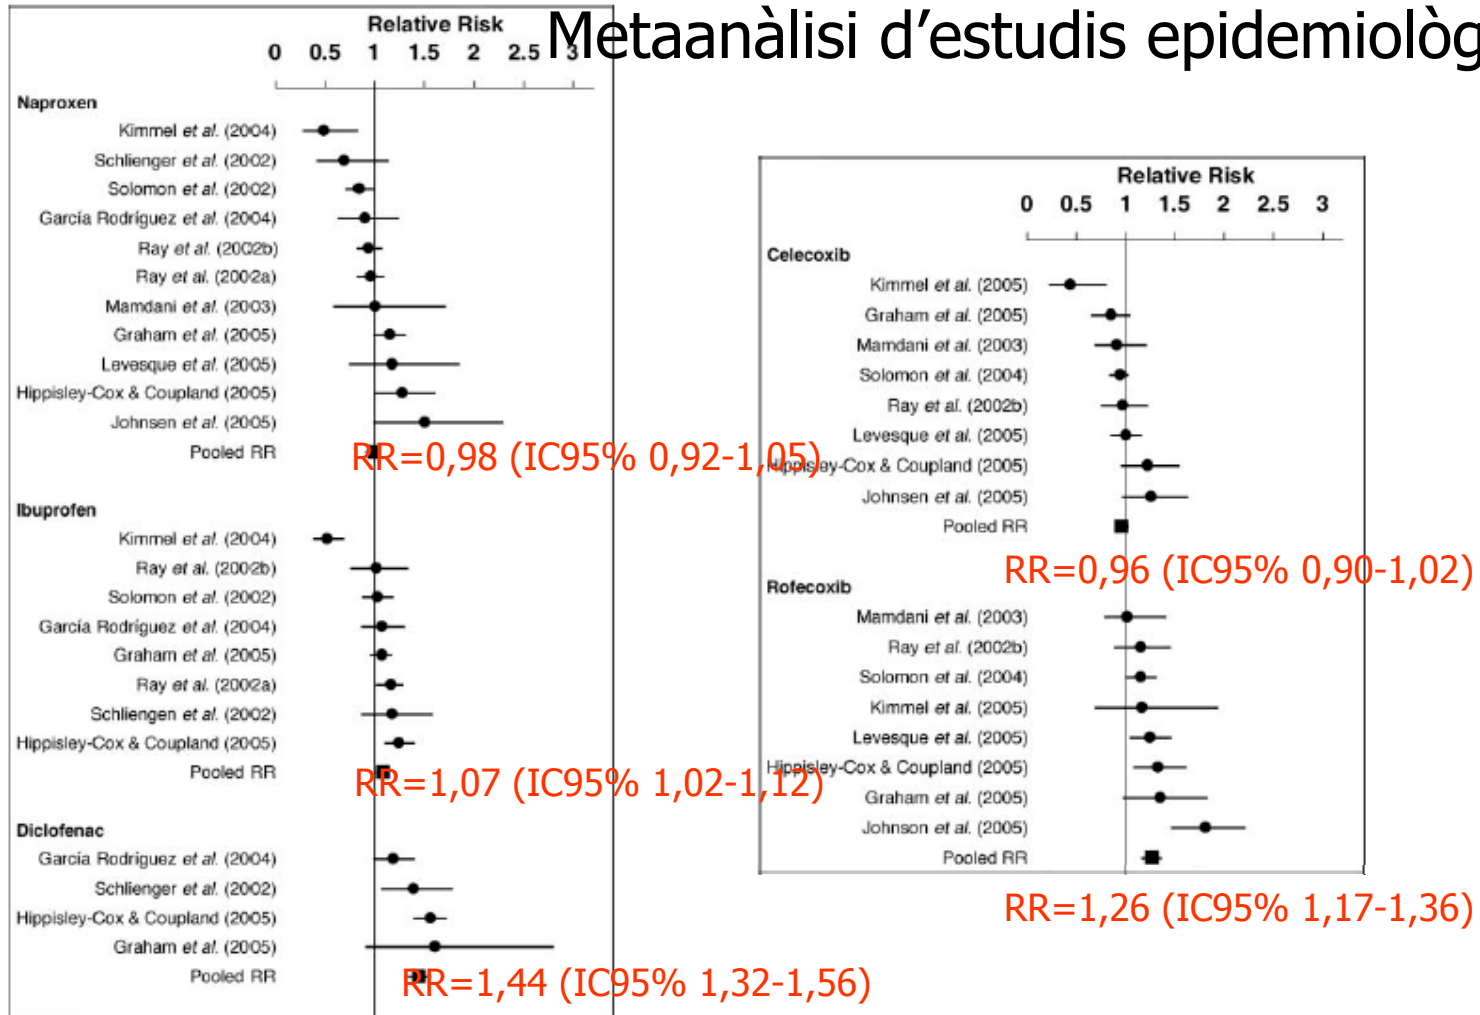 Metaanàlisi d’estudis epidemiològ
Relative Risk
0 0.5 1 1.5 2 2.5 3
Naproxen
Kimmel et al. (2004)
Schlienger et al. (2002)
Solomon et al. (2002)
García Rodríguez et al. (2004)
Ray et al. (2002b)
Ray et al. (2002a)
Mamdani et al. (2003)
Graham et al. (2005)
Levesque et al. (2005)
Hippisley-Cox & Coupland (2005)
Johnsen et al. (2005)
Pooled RR
RR=0,98 (IC95% 0,92-1,05)
Ibuprofen
Kimmel et al. (2004)
Ray et al. (2002b)
Solomon et al. (2002)
García Rodríguez et al. (2004)
Graham et al. (2005)
Ray et al. (2002a)
Schliengen et al. (2002)
Hippisley-Cox & Coupland (2005)
Pooled RR
RR=1,07 (IC95% 1,02-1,12)
Diclofenac
García Rodríguez et al. (2004)
Schlienger et al. (2002)
Hippisley-Cox & Coupland (2005)
Graham et al. (2005)
Pooled RR
RR=1,44 (IC95% 1,32-1,56)
Relative Risk
0 0.5 1 1.5 2 2.5 3
Celecoxib
Kimmel et al. (2005)
Graham et al. (2005)
Mamdani et al. (2003)
Solomon et al. (2004)
Ray et al. (2002b)
Levesque et al. (2005)
Hippisley-Cox & Coupland (2005)
Johnsen et al. (2005)
Pooled RR
RR=0,96 (IC95% 0,90-1,02)
Rofecoxib
Mamdani et al. (2003)
Ray et al. (2002b)
Solomon et al. (2004)
Kimmel et al. (2005)
Levesque et al. (2005)
Hippisley-Cox & Coupland (2005)
Graham et al. (2005)
Johnson et al. (2005)
Pooled RR
RR=1,26 (IC95% 1,17-1,36)